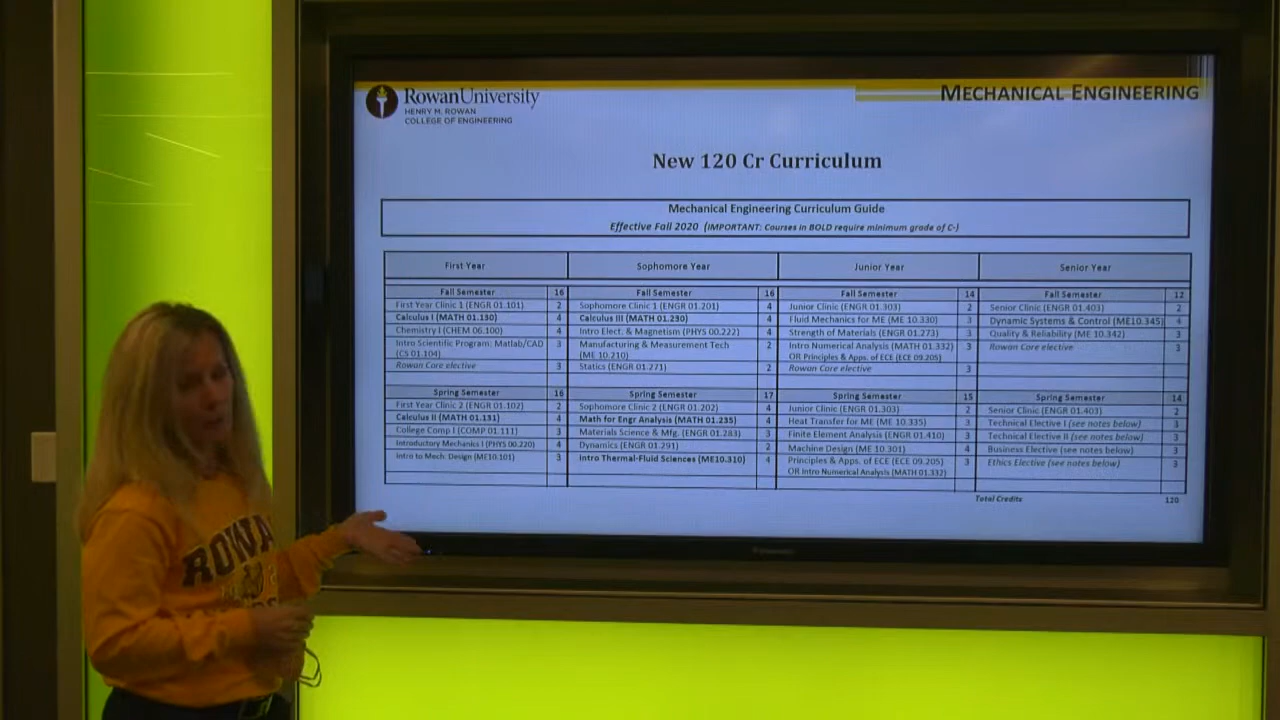 RowanUniversity
HENRY M. ROWAN
COLLEGE OF ENGINEERING
MECHANICAL ENGINEERING
New 120 Cr Curriculum
Mechanical Engineering Curriculum Guide
Effective Fall 2020 (IMPORTANT: Courses in BOLD require minimum grade of C-)
First Year Sophomore Year Junior Year Senior Year
Fall Semester 16
First Year Clinic 1 (ENGR 01.101) 2
Calculus I (MATH 01.130) 4
Chemistry I (CHEM 06.100) 4
Intro Scientific Program: Matlab/CAD 3
(CS 01.104)
Rowan Core elective 3
Fall Semester 16
Sophomore Clinic 1 (ENGR 01.201) 4
Calculus III (MATH 01.230) 4
Intro Elect. & Magnetism (PHYS 00.222) 4
Manufacturing & Measurement Tech 2
(ME 10.210)
Statics (ENGR 01.271) 2
Fall Semester 14
Junior Clinic (ENGR 01.303) 2
Fluid Mechanics for ME (ME 10.330) 3
Strength of Materials (ENGR 01.273) 3
Intro Numerical Analysis (MATH 01.332) 3
OR Principles & Apps. of ECE (ECE 09.205)
Rowan Core elective 3
Fall Semester 12
Senior Clinic (ENGR 01.403) 2
Dynamic Systems & Control (ME10.345) 4
Quality & Reliability (ME 10.342) 3
Rowan Core elective 3
Spring Semester 16
First Year Clinic 2 (ENGR 01.102) 2
Calculus II (MATH 01.131) 4
College Comp I (COMP 01.111) 3
Introductory Mechanics I (PHYS 00.220) 4
Intro to Mech. Design (ME10.101) 3
Spring Semester 17
Sophomore Clinic 2 (ENGR 01.202) 4
Math for Engr Analysis (MATH 01.235) 4
Materials Science & Mfg. (ENGR 01.283) 3
Dynamics (ENGR 01.291) 2
Intro Thermal-Fluid Sciences (ME10.310) 4
Spring Semester 15
Junior Clinic (ENGR 01.303) 2
Heat Transfer for ME (ME 10.335) 3
Finite Element Analysis (ENGR 01.410) 3
Machine Design (ME 10.301) 4
Principles & Apps. of ECE (ECE 09.205) 3
OR Intro Numerical Analysis (MATH 01.332)
Spring Semester 14
Senior Clinic (ENGR 01.403) 2
Technical Elective I (see notes below) 3
Technical Elective II (see notes below) 3
Business Elective (see notes below) 3
Ethics Elective (see notes below) 3
Total Credits 120
Panasonic
ROWAN